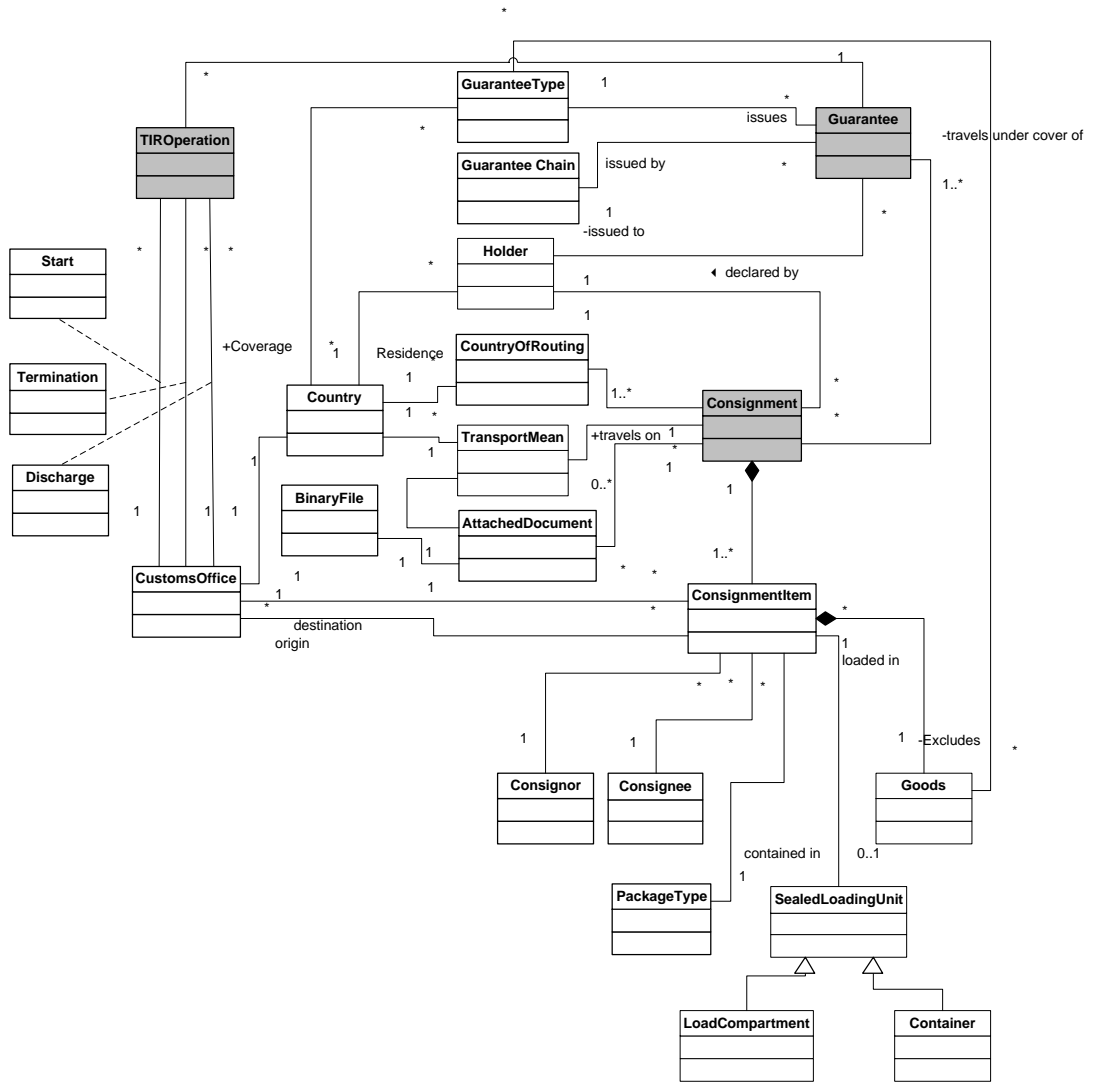 *
1
*
GuaranteeType
1
*
issues
Guarantee
*
TIROperation
-travels under cover of
Guarantee Chain
issued by
*
1..*
1
*
-issued to
Holder
*
*
*
Start
*
declared by
1
1
+Coverage
CountryOfRouting
*
1
Residence
*
Termination
1
*
Country
1..*
Consignment
1
*
*
TransportMean
+travels on
1
1
*
1
1
Discharge
0..*
1
BinaryFile
1
1
1
AttachedDocument
1..*
1
1
CustomsOffice
1
*
*
1
1
ConsignmentItem
*
*
*
destination
origin
1
loaded in
*
*
*
1
1
1
-Excludes
*
Consignor
Consignee
Goods
contained in
0..1
1
PackageType
SealedLoadingUnit
LoadCompartment
Container